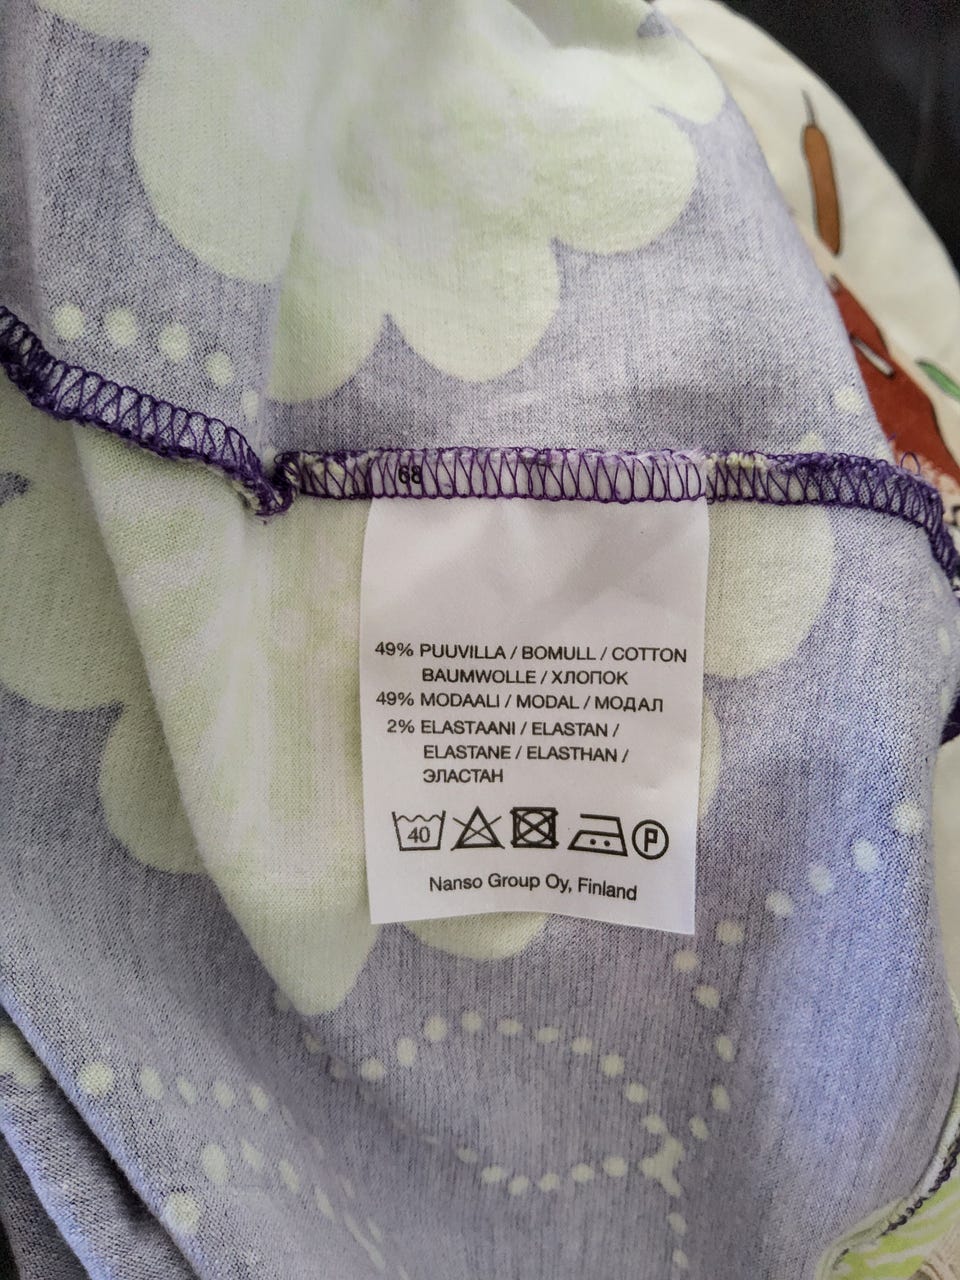 68
49% PUUVILLA / BOMULL / COTTON
BAUMWOLLE / ХЛОПОК
49% MODAALI / MODAL / МОДАЛ
2% ELASTAANI / ELASTAN /
ELASTANE / ELASTHAN /
ЭЛАСТАН
40 P
Nanso Group Oy, Finland